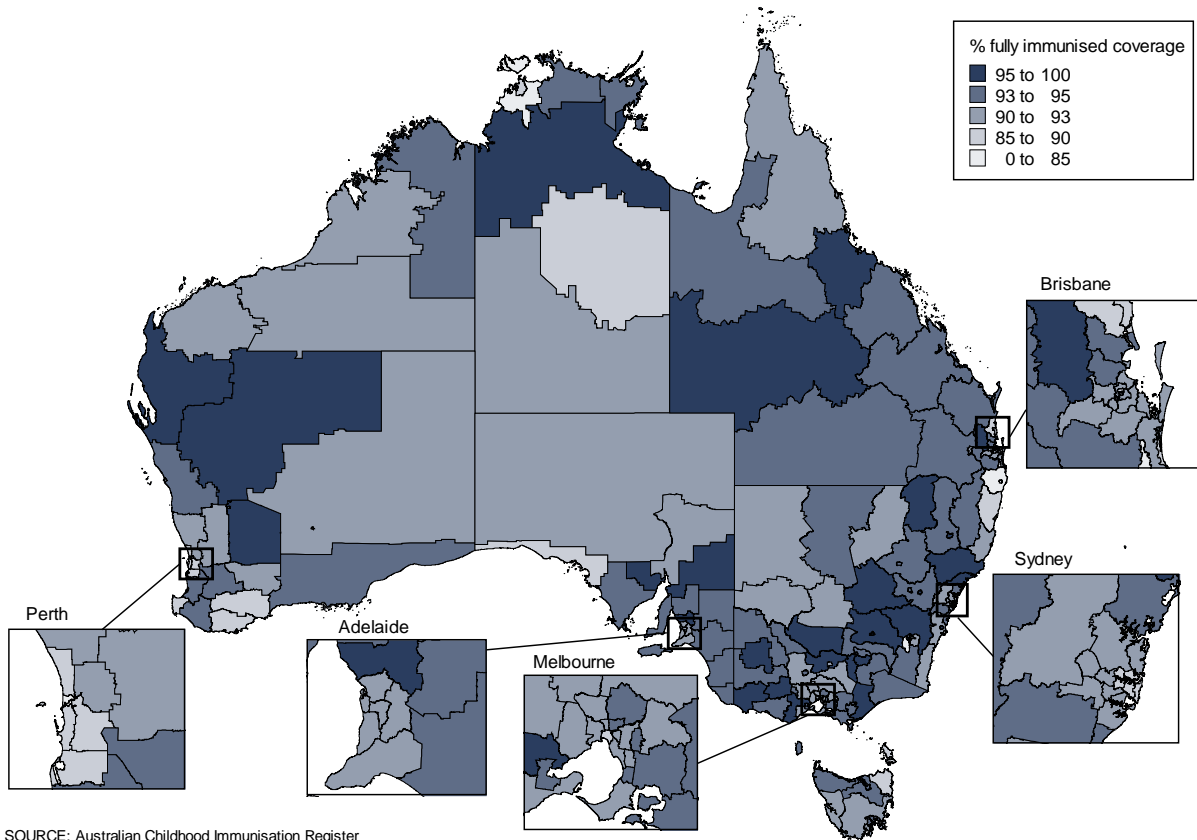 % fully immunised coverage
95 to 100
93 to 95
90 to 93
85 to 90
0 to 85
Brisbane
Sydney
Perth
Adelaide
Melbourne
SOURCE: Australian Childhood Immunisation Register